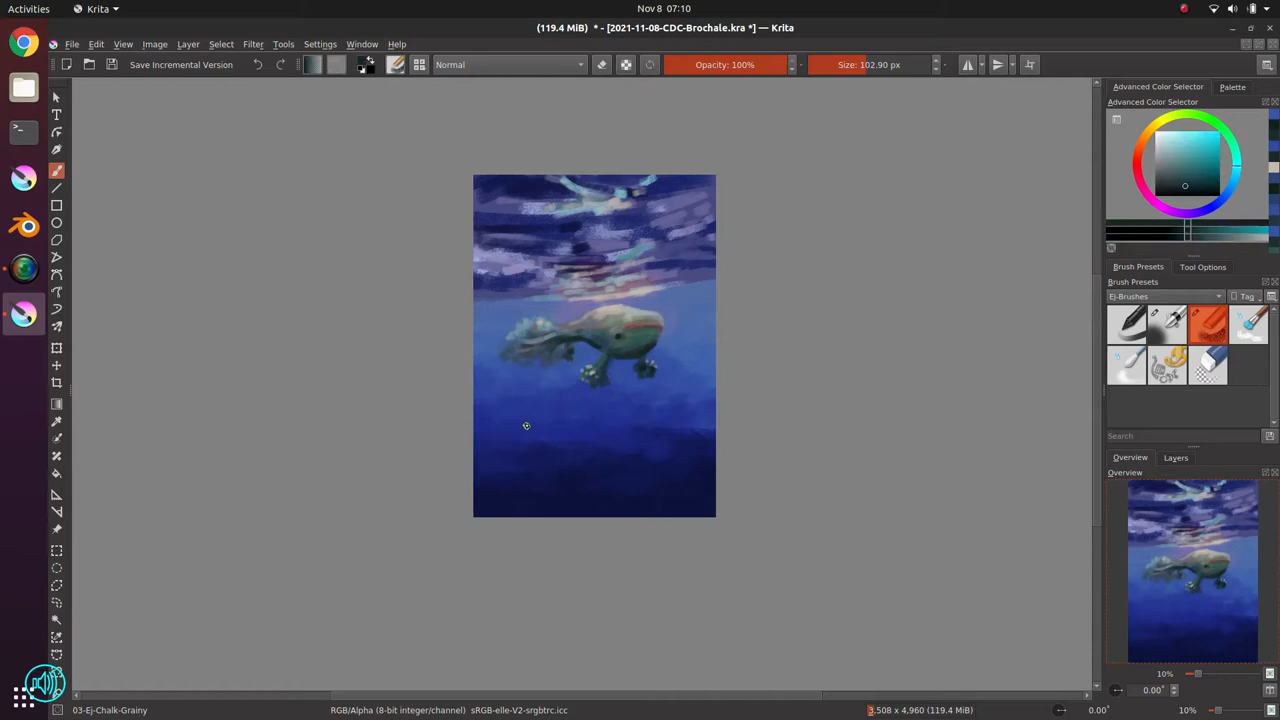 Activities
Krita
Nov 8 07:10
(119.4 MiB) * - [2021-11-08-CDC-Brochale.kra *] — Krita
File Edit View Image Layer Select Filter Tools Settings Window Help
Save Incremental Version
Normal
Opacity: 100%
Size: 102.90 px
Advanced Color Selector
Palette
Advanced Color Selector
Brush Presets
Tool Options
Brush Presets
Ej-Brushes
Tag
Search
Overview
Layers
Overview
10%
0.00°
03-Ej-Chalk-Grainy
RGB/Alpha (8-bit integer/channel) sRGB-elle-V2-srgbtrc.icc
3,508 x 4,960 (119.4 MiB)
0.00°
10%